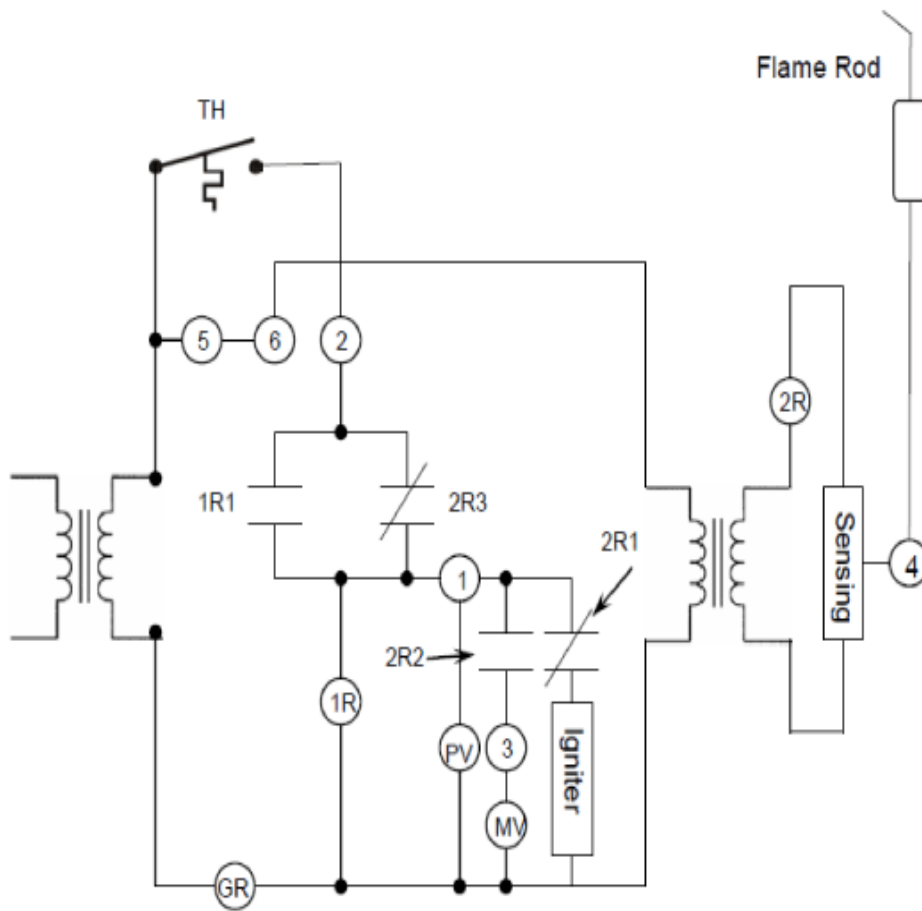 Flame Rod
TH
5
6
2
2R
1R1
2R3
2R1
Sensing
4
1
2R2
1R
PV
3
Igniter
MV
GR